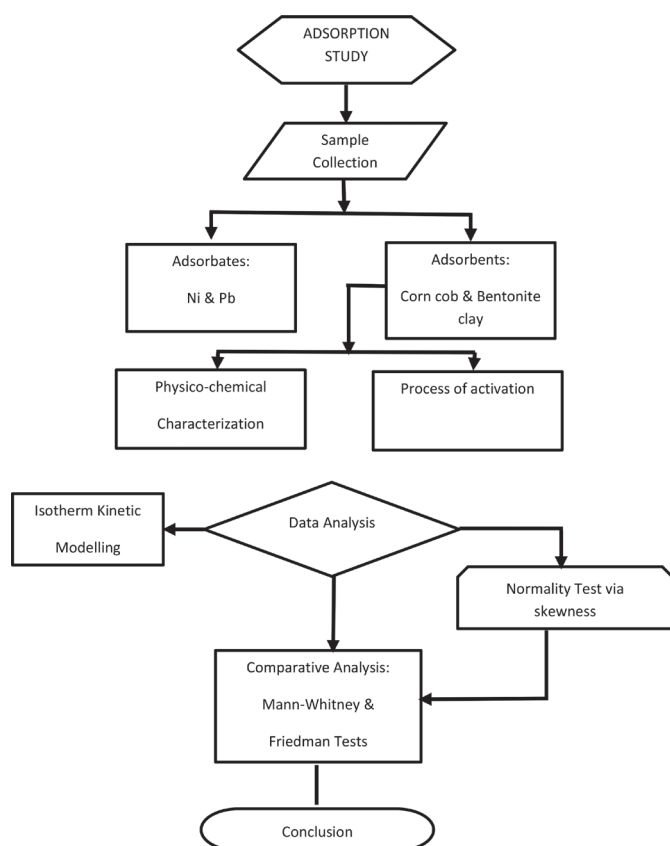 ADSORPTION
STUDY
Sample
Collection
Adsorbates:
Ni & Pb
Adsorbents:
Corn cob & Bentonite
clay
Physico-chemical
Characterization
Process of activation
Isotherm Kinetic
Modelling
Data Analysis
Normality Test via
skewness
Comparative Analysis:
Mann-Whitney &
Friedman Tests
Conclusion